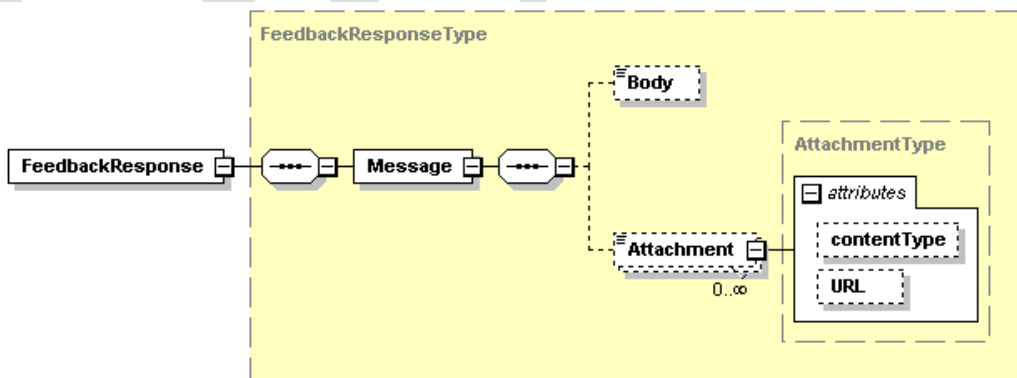 FeedbackResponseType
Body
AttachmentType
FeedbackResponse
Message
attributes
contentType
Attachment
URL
0..∞